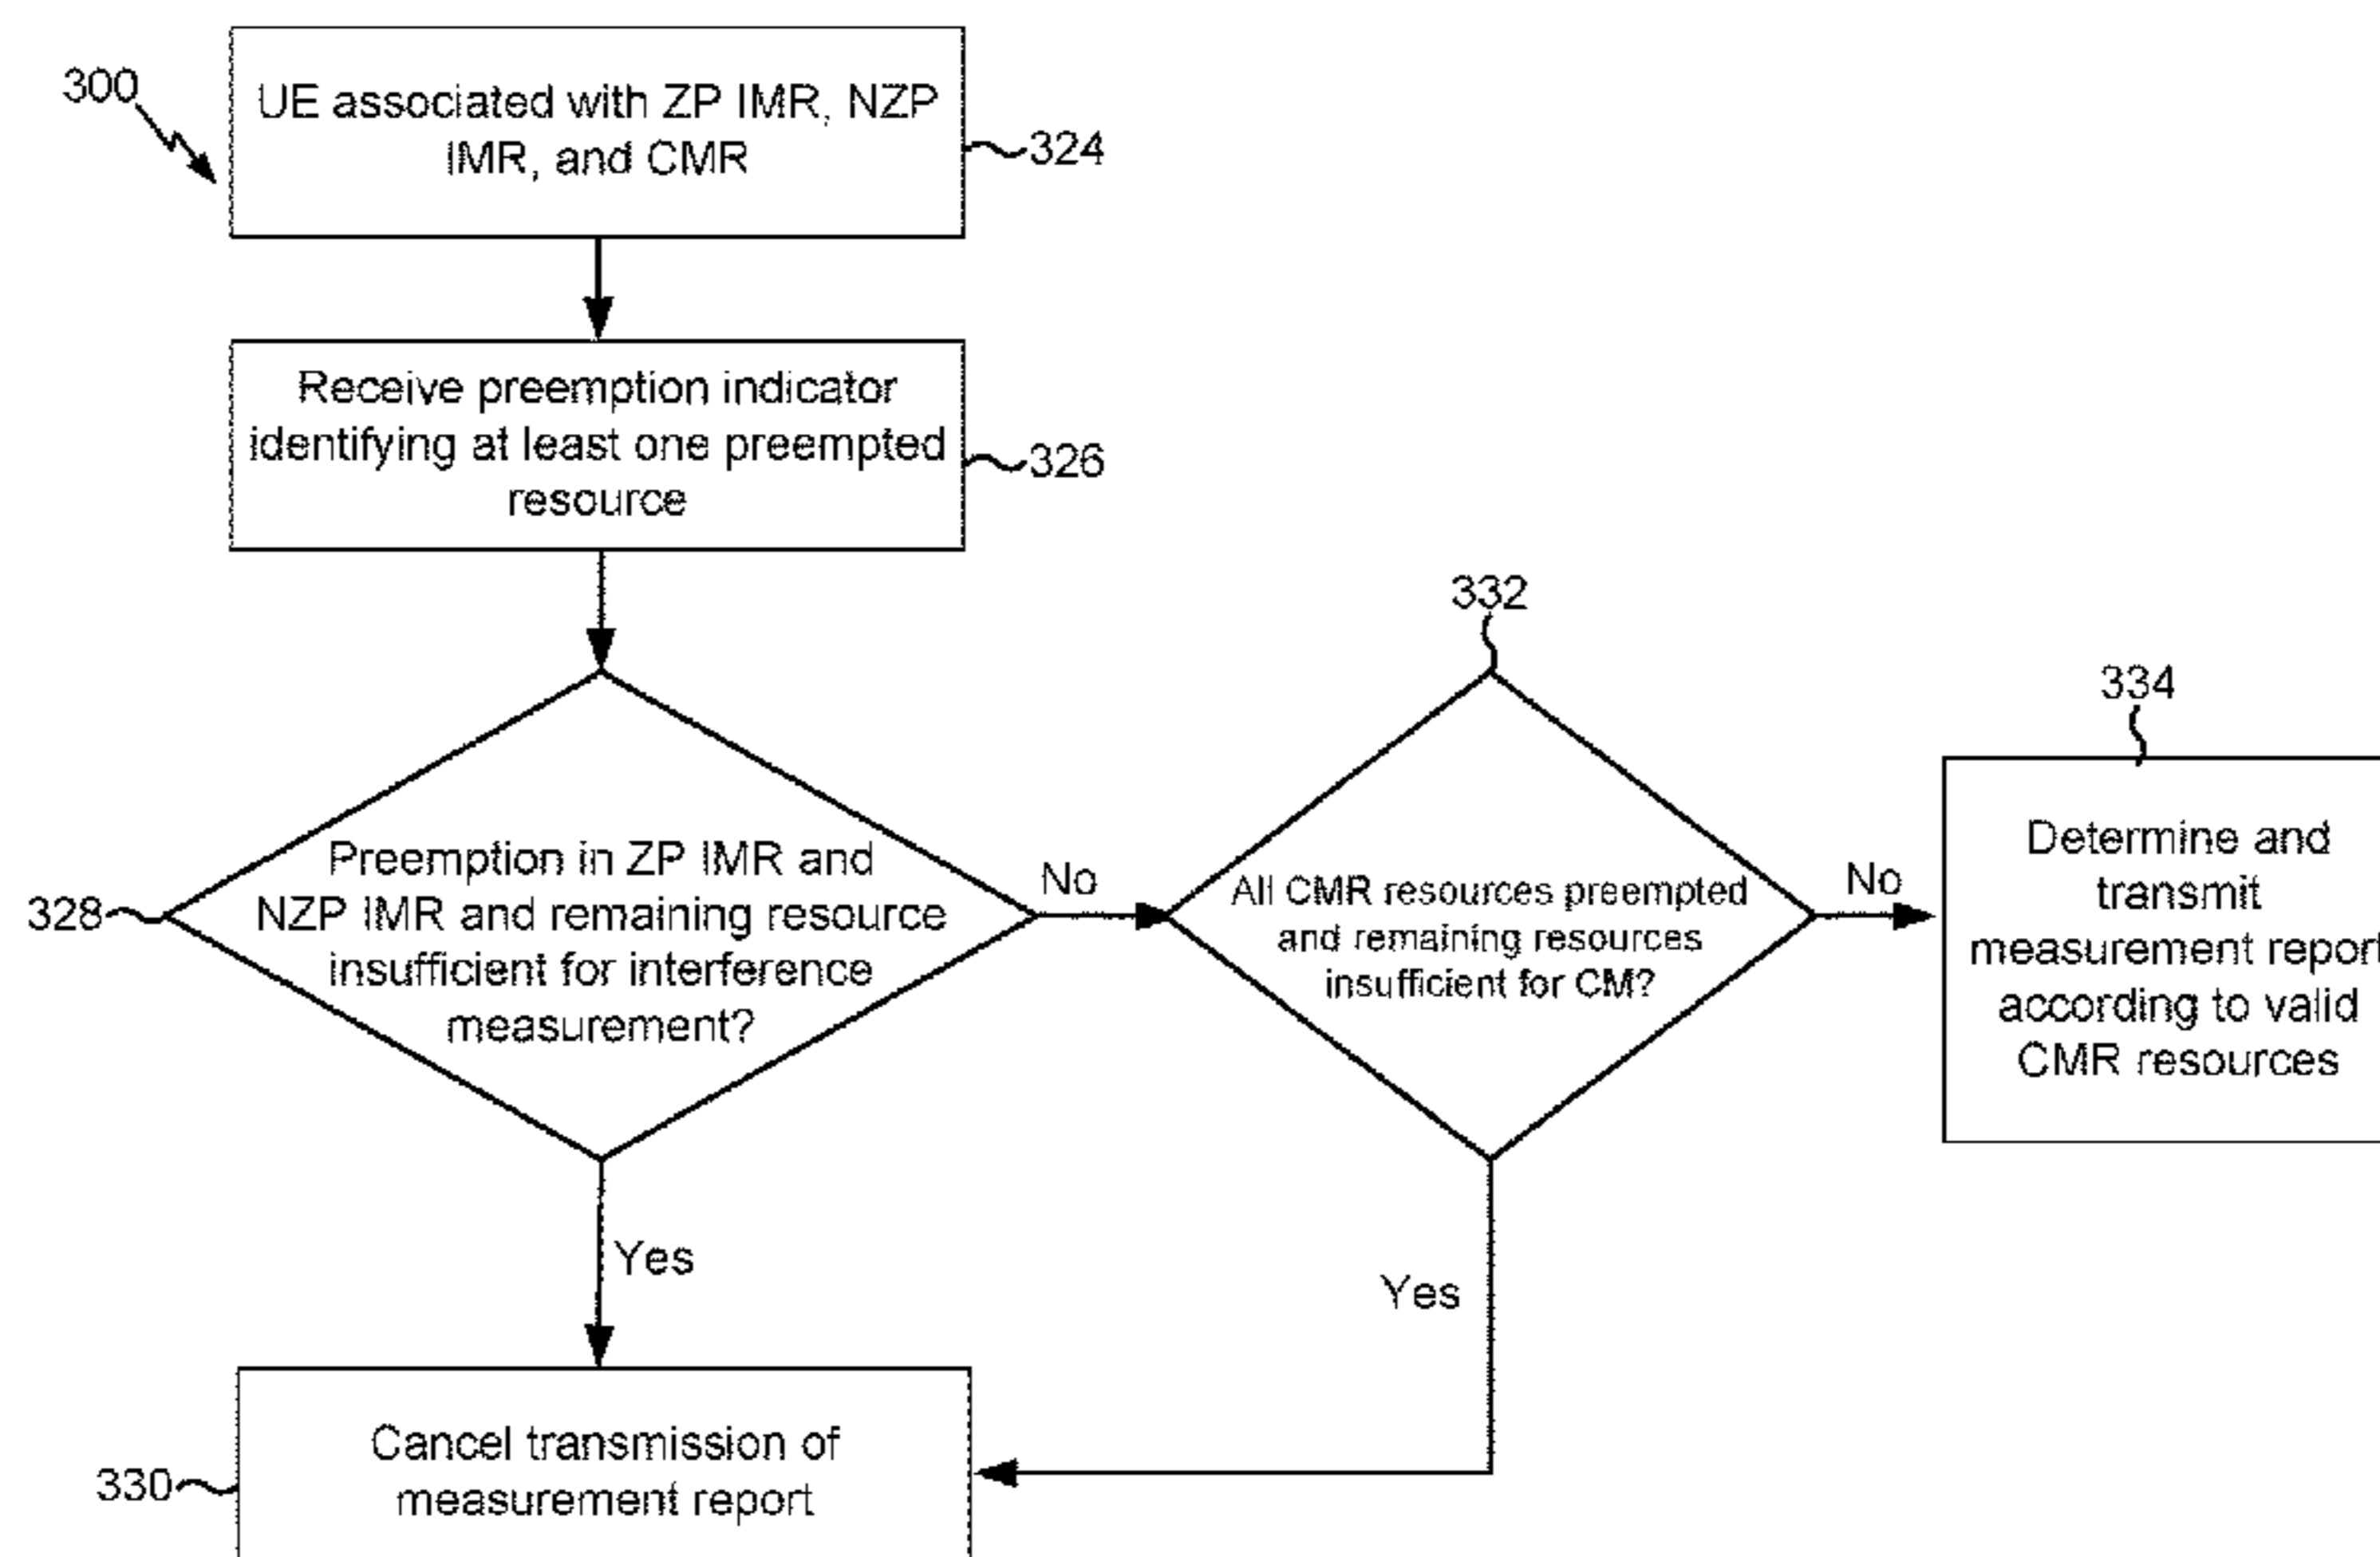 300
UE associated with ZP IMR, NZP
IMR, and CMR
324
Receive preemption indicator
identifying at least one preempted
resource
326
328
Preemption in ZP IMR and
NZP IMR and remaining resource
insufficient for interference
measurement?
No
332
All CMR resources preempted
and remaining resources
insufficient for CM?
No
334
Determine and
transmit
measurement report
according to valid
CMR resources
Yes
Yes
330
Cancel transmission of
measurement report